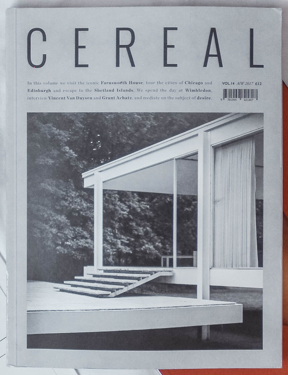 CEREAL
In this volume we visit the iconic Farnsworth House, tour the cities of Chicago and
Edinburgh and escape to the Shetland Islands. We spend the day at Wimbledon,
interview Vincent Van Duysen and Grant Achatz, and meditate on the subject of desire.
VOL.14